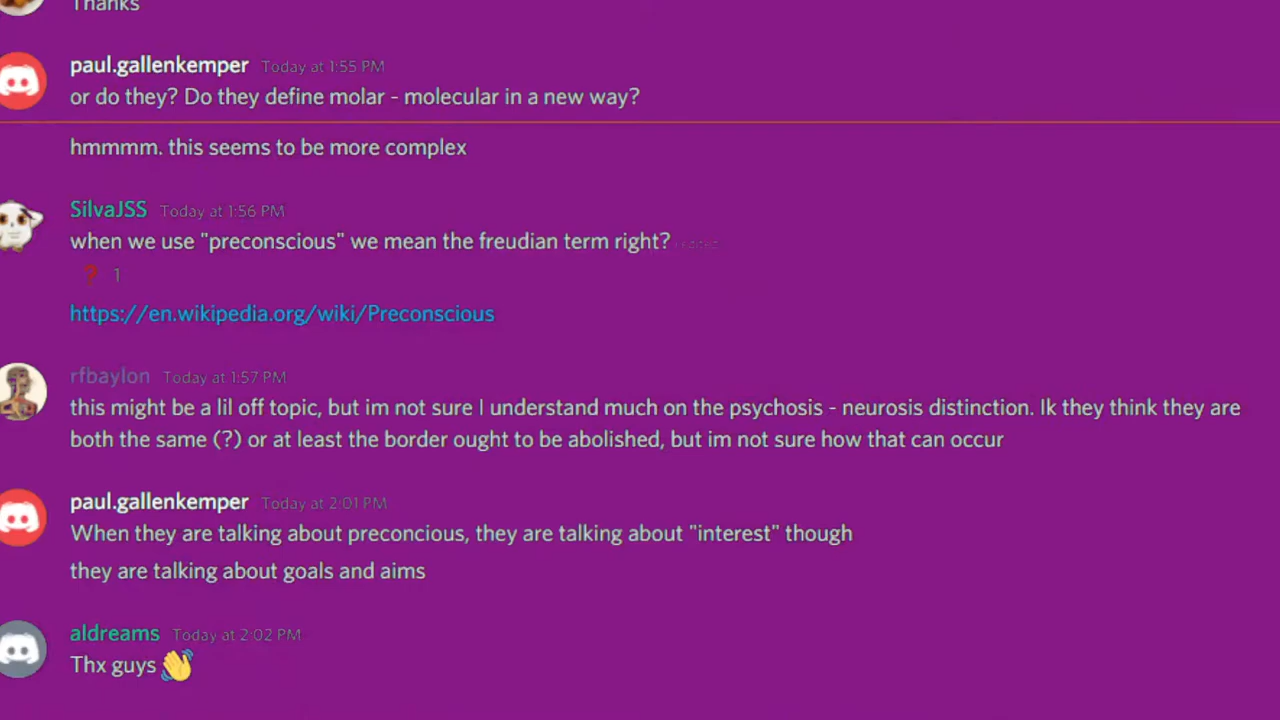 Thanks
paul.gallenkemper Today at 1:55 PM
or do they? Do they define molar - molecular in a new way?
hmmmm. this seems to be more complex
SilvaJSS Today at 1:56 PM
when we use "preconscious" we mean the freudian term right? (edited)
❓ 1
https://en.wikipedia.org/wiki/Preconscious
rfbaylon Today at 1:57 PM
this might be a lil off topic, but im not sure I understand much on the psychosis - neurosis distinction. Ik they think they are
both the same (?) or at least the border ought to be abolished, but im not sure how that can occur
paul.gallenkemper Today at 2:01 PM
When they are talking about preconcious, they are talking about "interest" though
they are talking about goals and aims
aldreams Today at 2:02 PM
Thx guys 👋